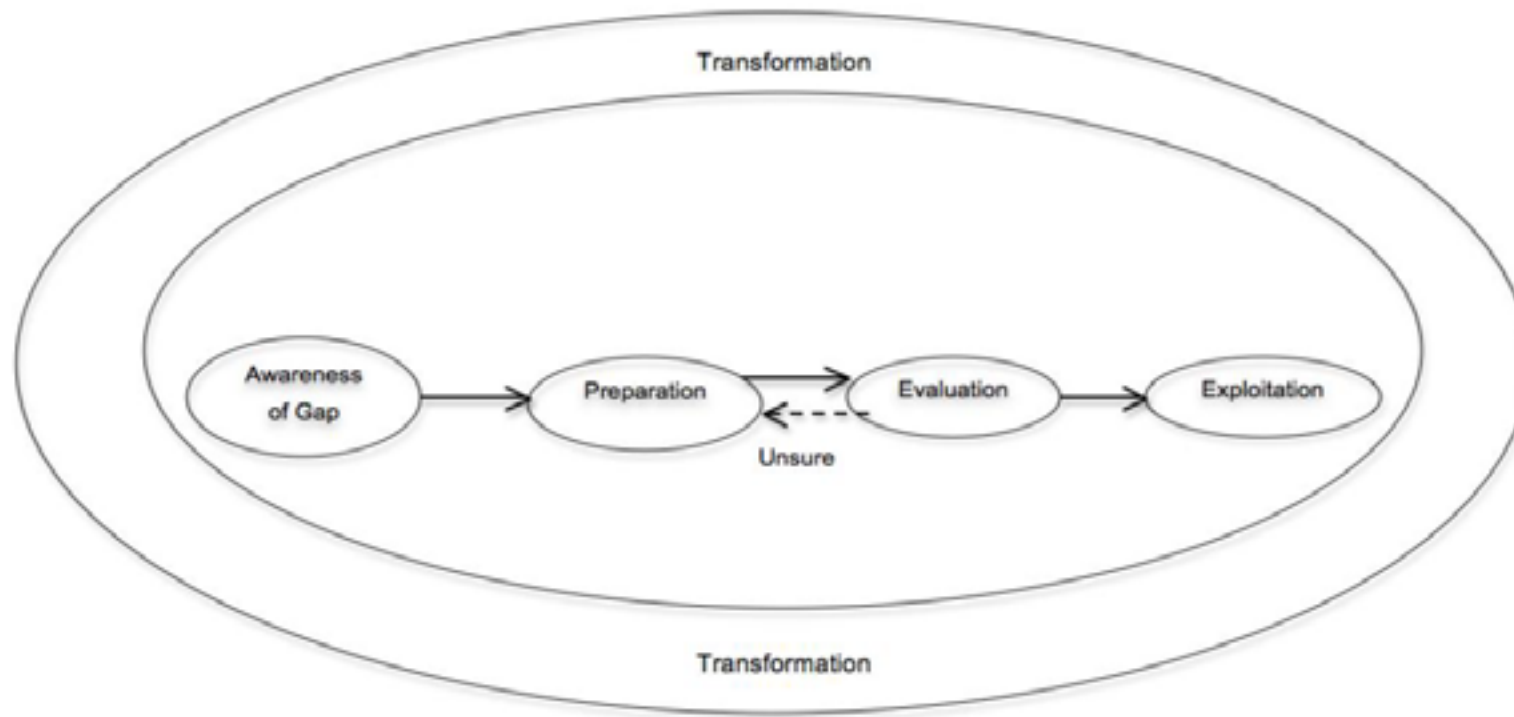 Transformation
Awareness
of Gap
Preparation
Evaluation
Exploitation
Unsure
Transformation